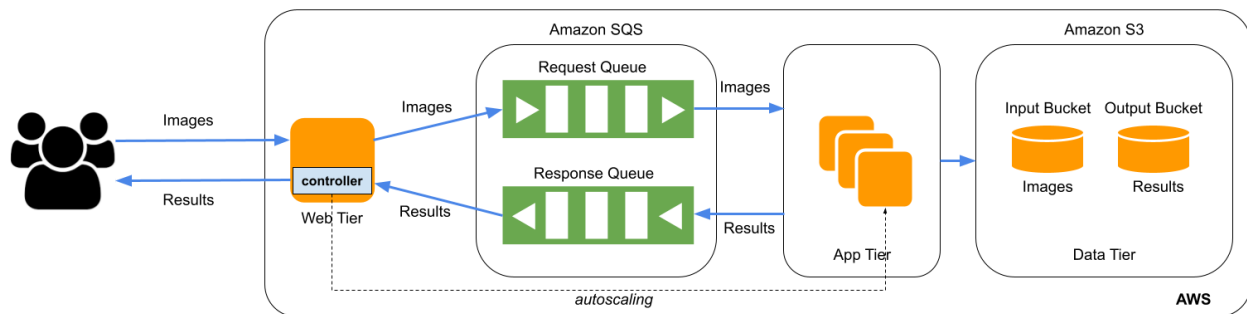 Amazon SQS
Amazon S3
Request Queue
Images
Images
Images
Input Bucket
Output Bucket
controller
Response Queue
Images
Results
Results
Results
Results
Web Tier
App Tier
Data Tier
autoscaling
AWS